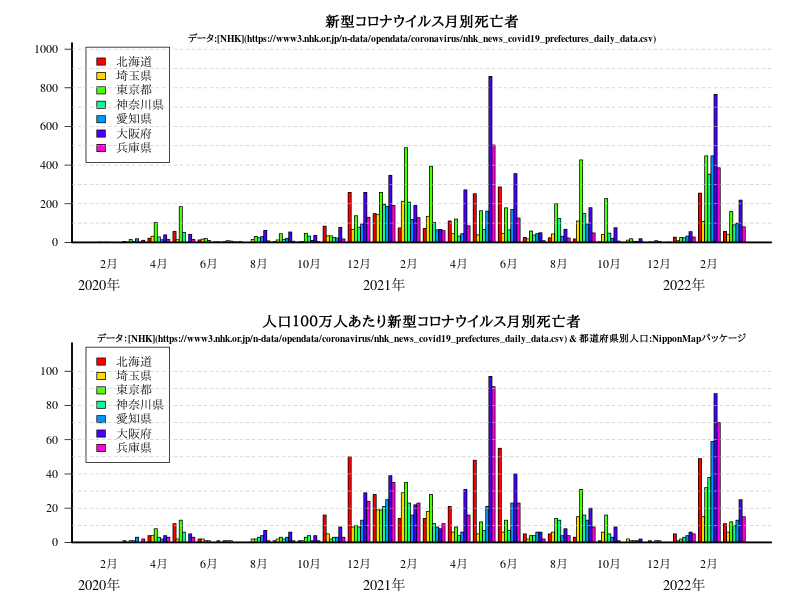 新型コロナウイルス月別死亡者
データ:[NHK](https://www3.nhk.or.jp/n-data/opendata/coronavirus/nhk_news_covid19_prefectures_daily_data.csv)
1000
800
600
400
200
0
北海道
埼玉県
東京都
神奈川県
愛知県
大阪府
兵庫県
2月 4月 6月 8月 10月 12月 2月 4月 6月 8月 10月 12月 2月
2020年 2021年 2022年
人口100万人あたり新型コロナウイルス月別死亡者
データ:[NHK](https://www3.nhk.or.jp/n-data/opendata/coronavirus/nhk_news_covid19_prefectures_daily_data.csv) & 都道府県別人口:NipponMapパッケージ
100
80
60
40
20
0
北海道
埼玉県
東京都
神奈川県
愛知県
大阪府
兵庫県
2月 4月 6月 8月 10月 12月 2月 4月 6月 8月 10月 12月 2月
2020年 2021年 2022年